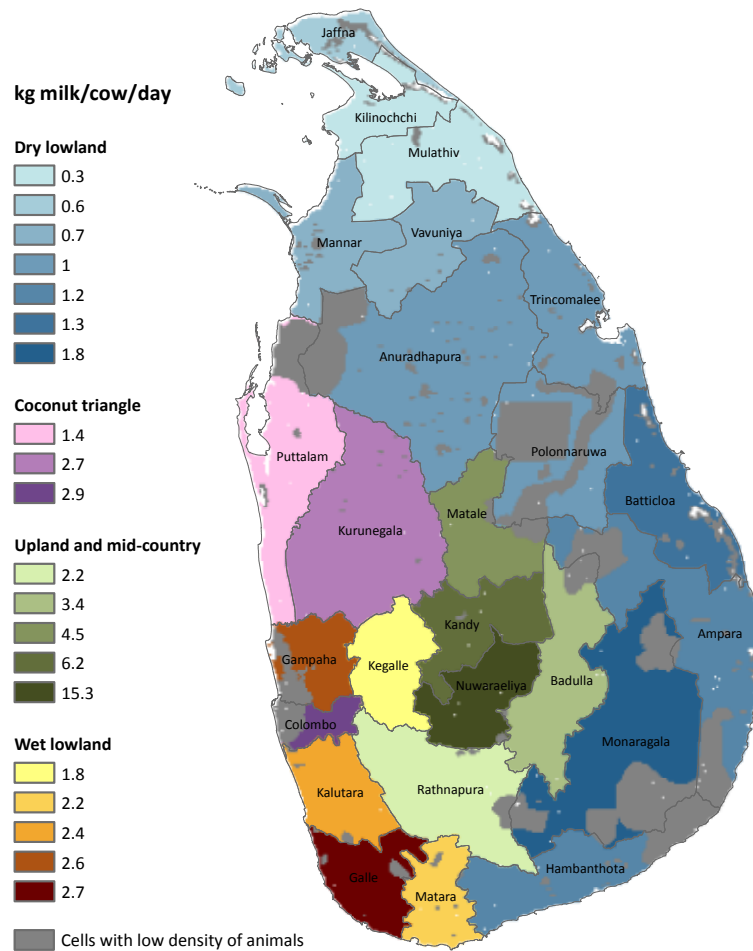 kg milk/cow/day
Dry lowland
0.3
0.6
0.7
1
1.2
1.3
1.8
Coconut triangle
1.4
2.7
2.9
Upland and mid-country
2.2
3.4
4.5
6.2
15.3
Wet lowland
1.8
2.2
2.4
2.6
2.7
Cells with low density of animals
Jaffna
Kilinochchi
Mulathiv
Mannar
Vavuniya
Trincomalee
Anuradhapura
Polonnaruwa
Puttalam
Batticloa
Matale
Kurunegala
Kandy
Ampara
Gampaha
Kegalle
Nuwaraeliya
Badulla
Colombo
Monaragala
Kalutara
Rathnapura
Galle
Hambanthota
Matara